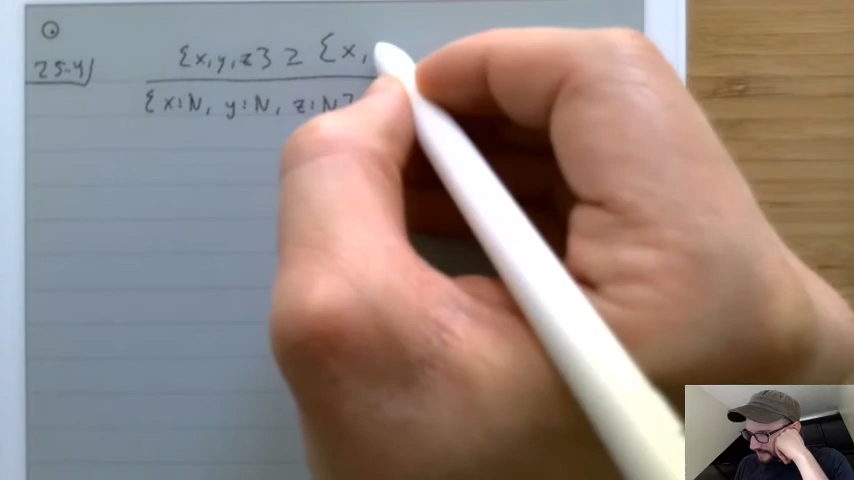 {x,y,z} ⊇ {x,
25-4)
{x:N, y:N, z:N}